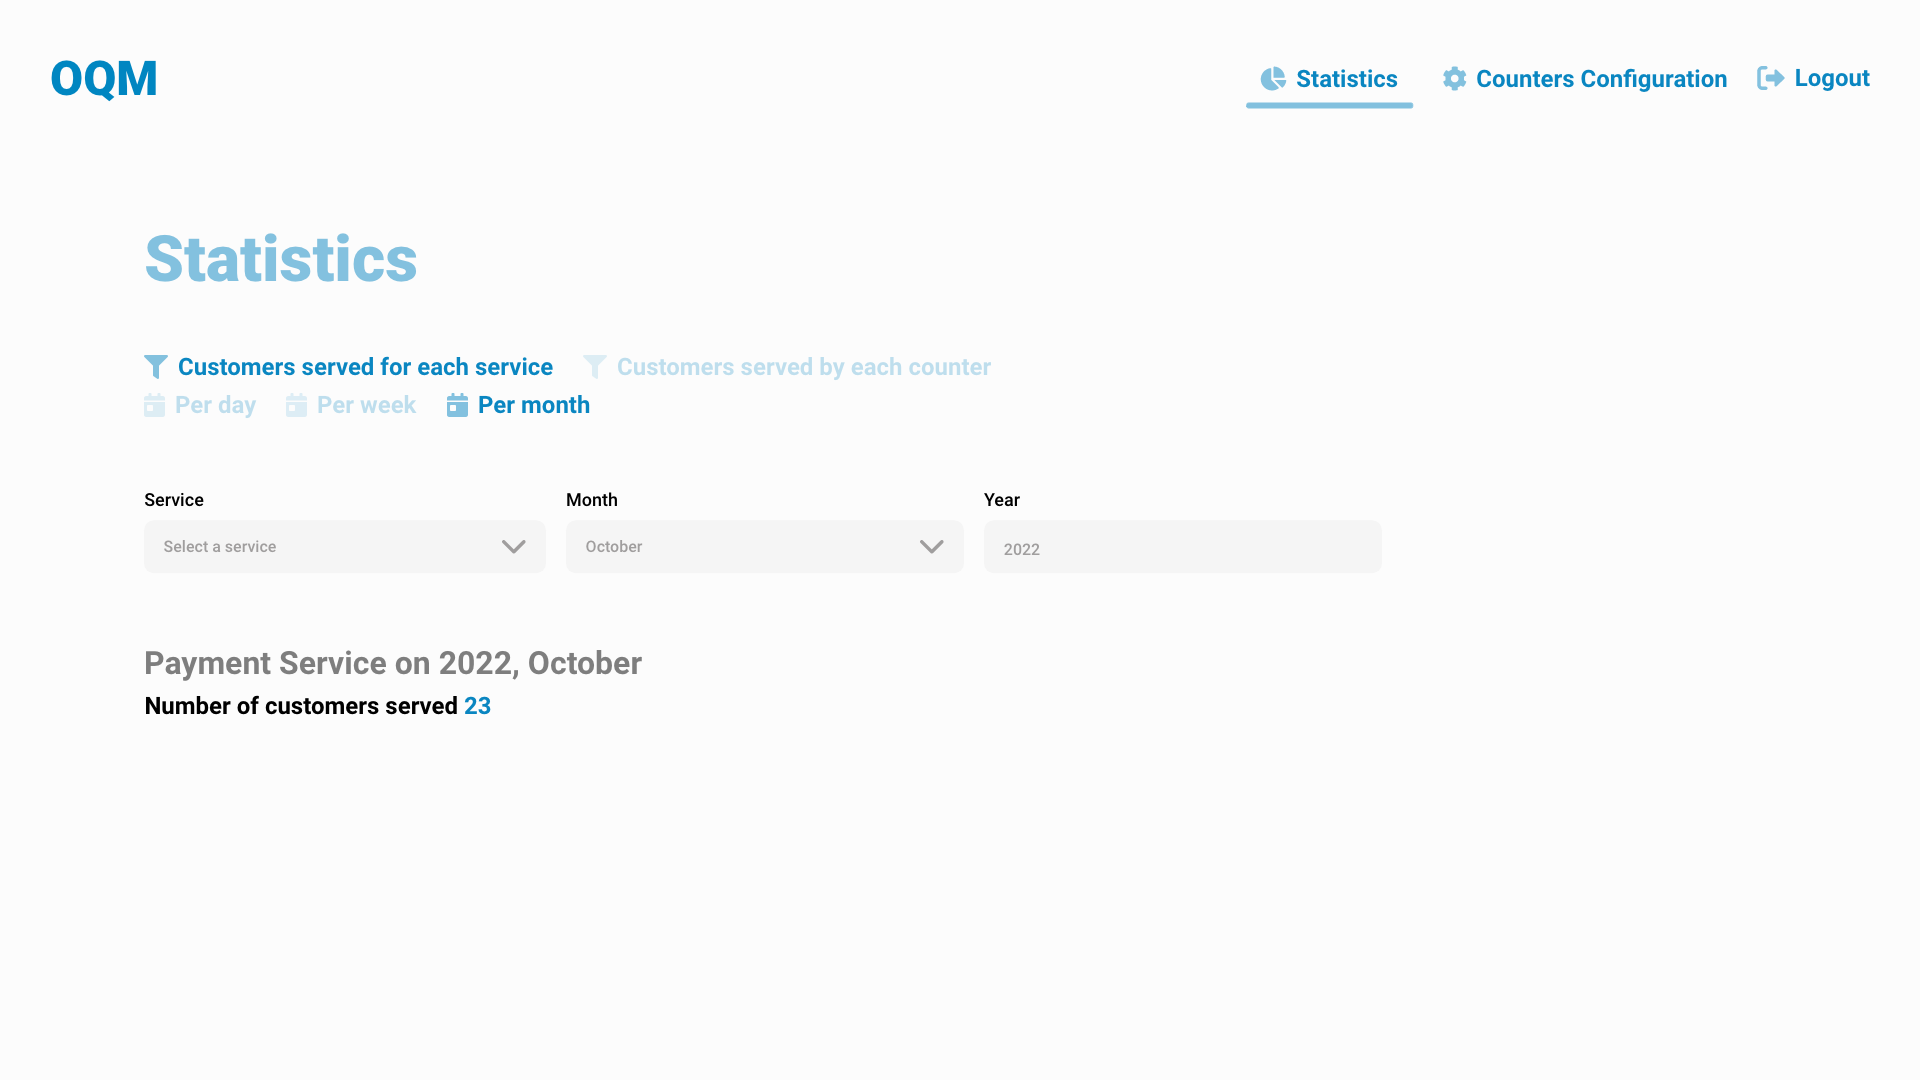 OQM
Statistics
Counters Configuration
Logout
Statistics
Customers served for each service
Customers served by each counter
Per day
Per week
Per month
Service
Month
Year
Select a service
October
2022
Payment Service on 2022, October
Number of customers served 23